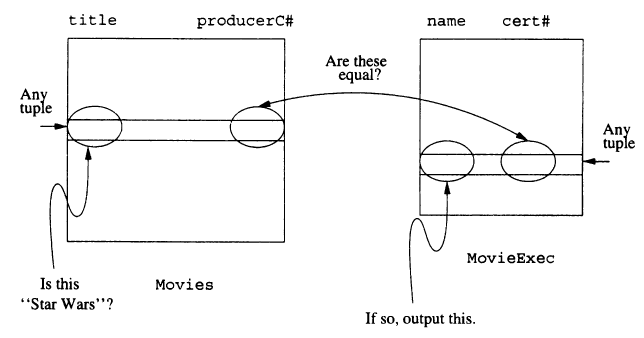 title producerC#
name cert#
Are these
equal?
Any
tuple
Any
tuple
Is this
‘‘Star Wars’’?
Movies
MovieExec
If so, output this.